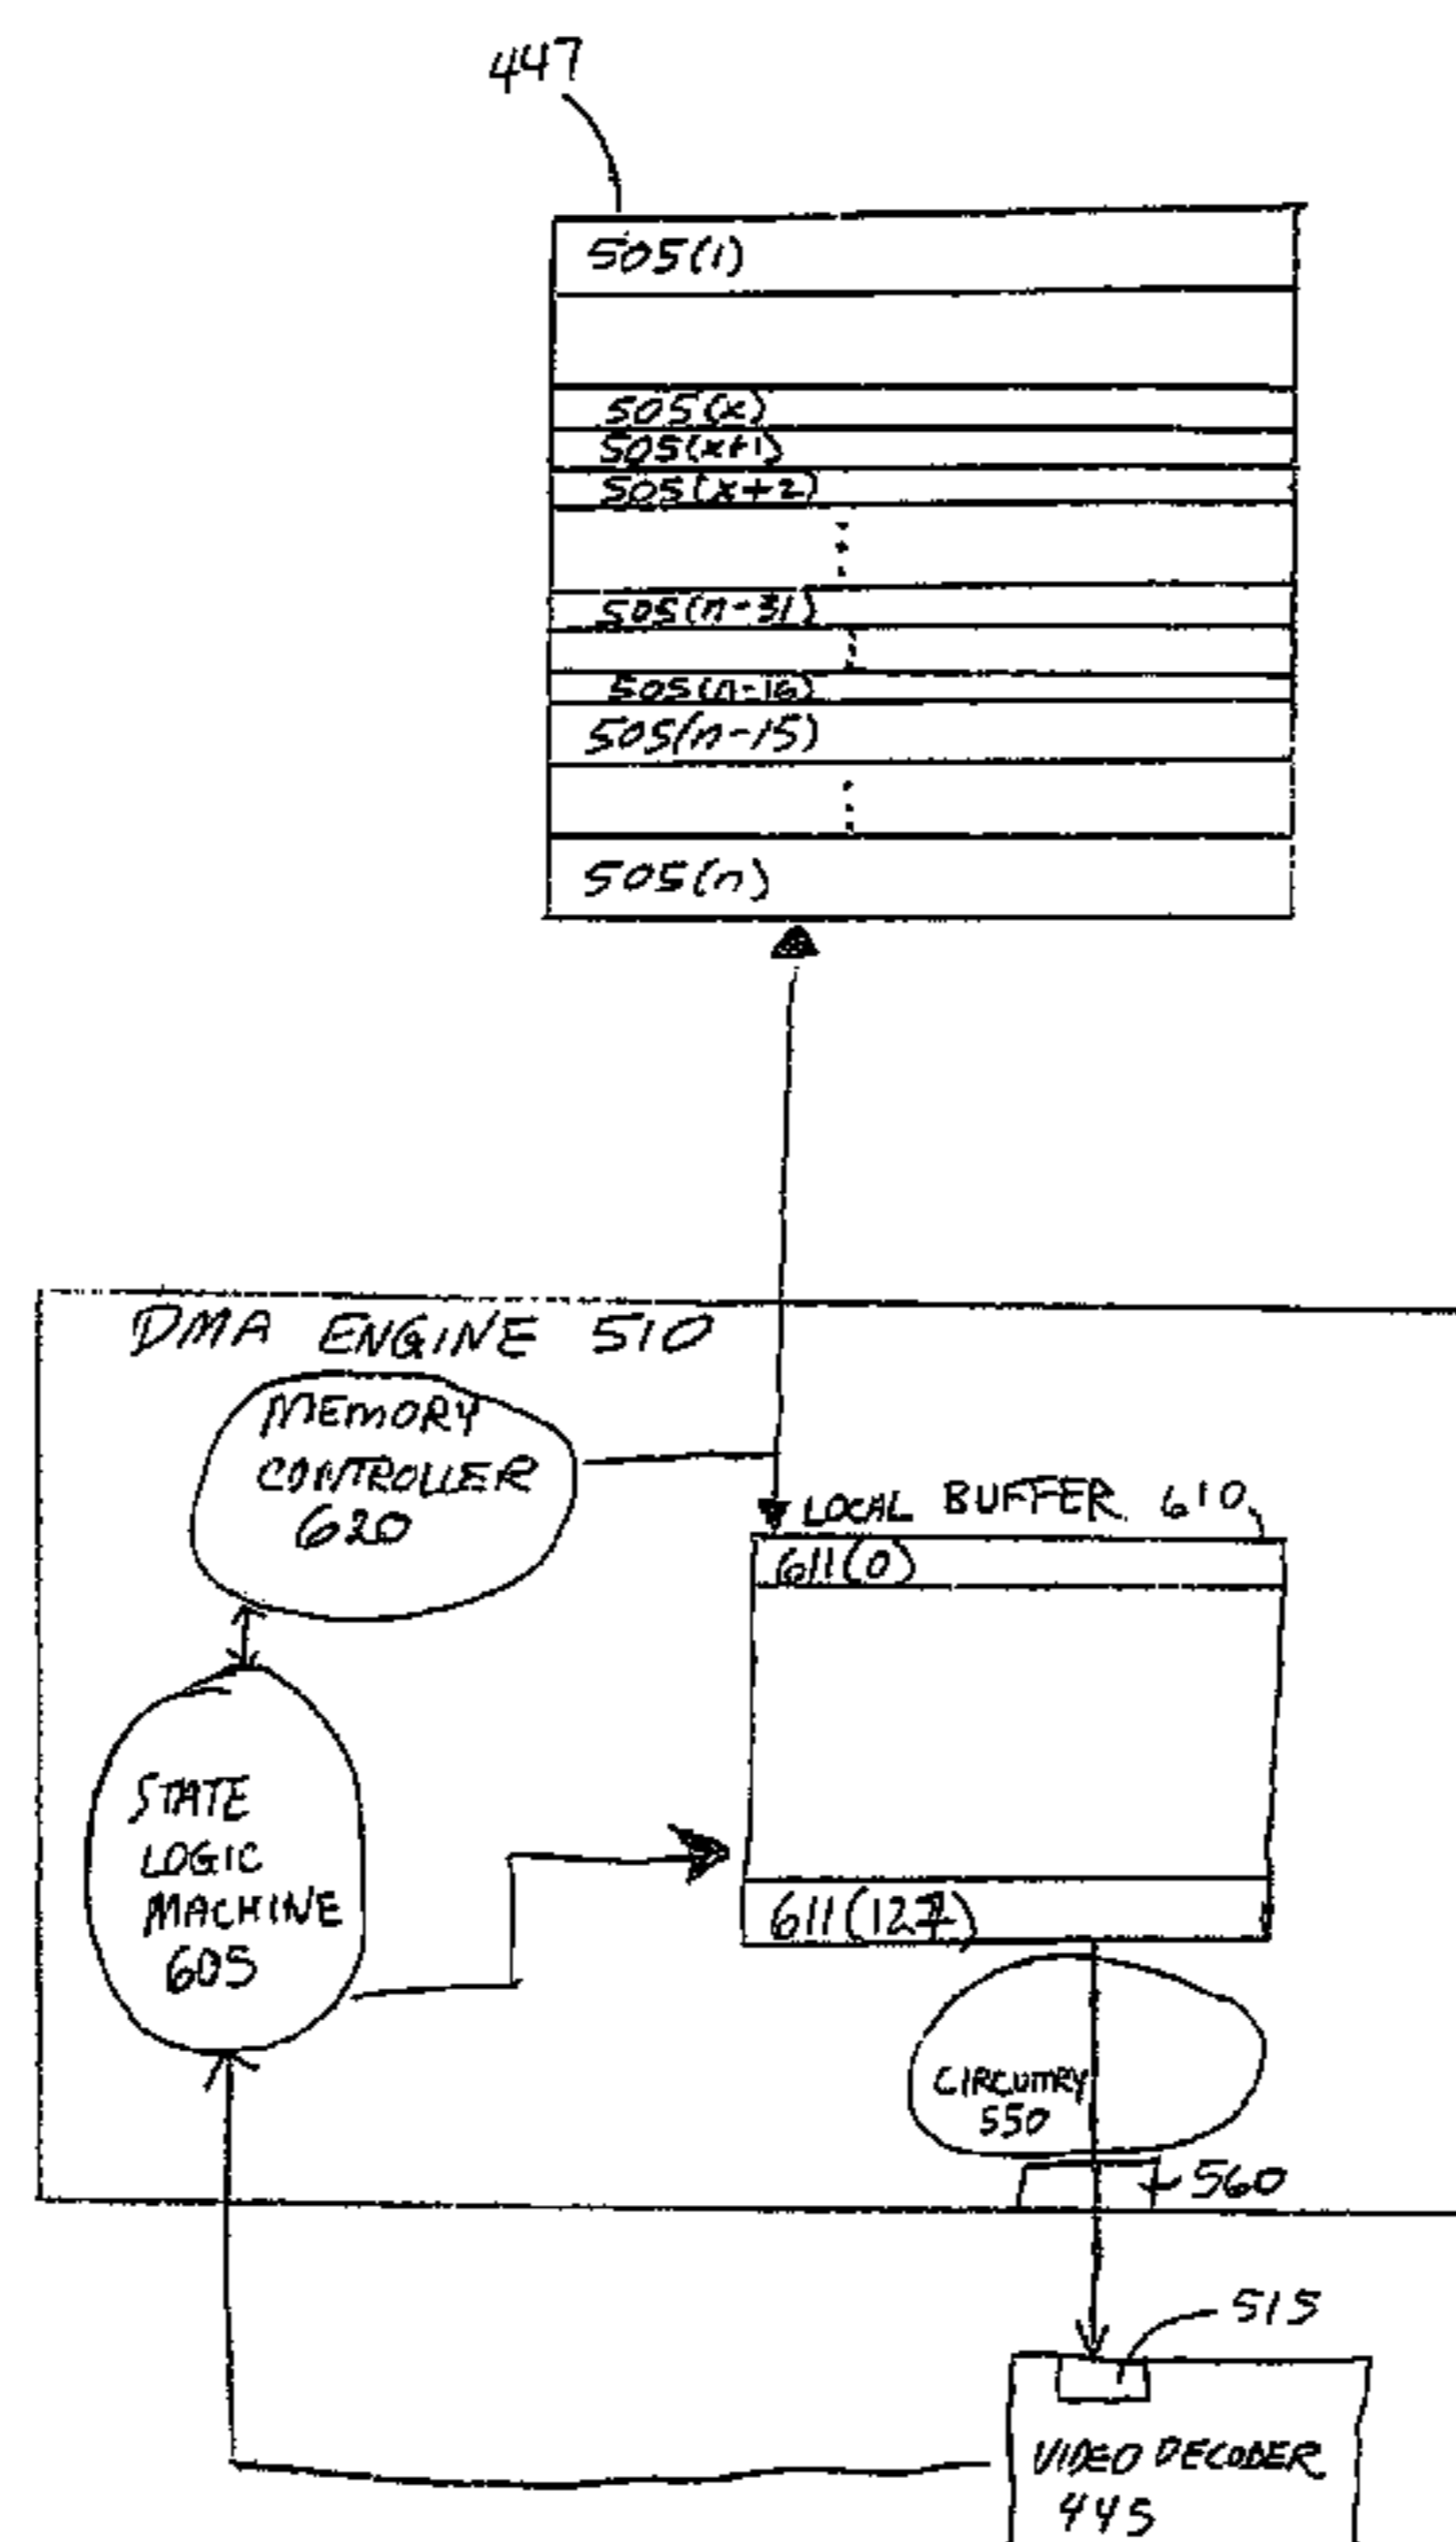 447
505(1)
505(x)
505(x+1)
505(x+2)
505(n-31)
505(n-16)
505(n-15)
505(n)
DMA ENGINE 510
MEMORY
CONTROLLER
620
LOCAL BUFFER 610
611(0)
STATE
LOGIC
MACHINE
605
611(127)
CIRCUITRY
550
560
515
VIDEO DECODER
445